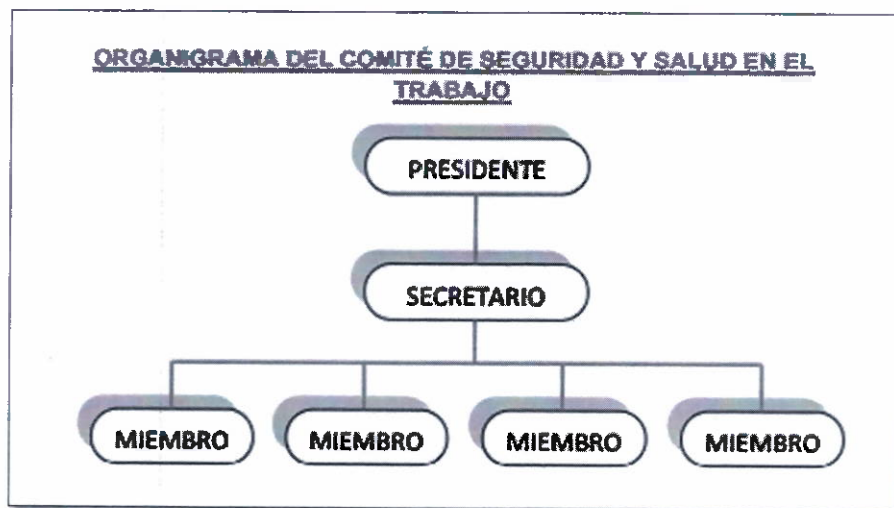 ORGANIGRAMA DEL COMITÉ DE SEGURIDAD Y SALUD EN EL
TRABAJO
PRESIDENTE
SECRETARIO
MIEMBRO MIEMBRO MIEMBRO MIEMBRO